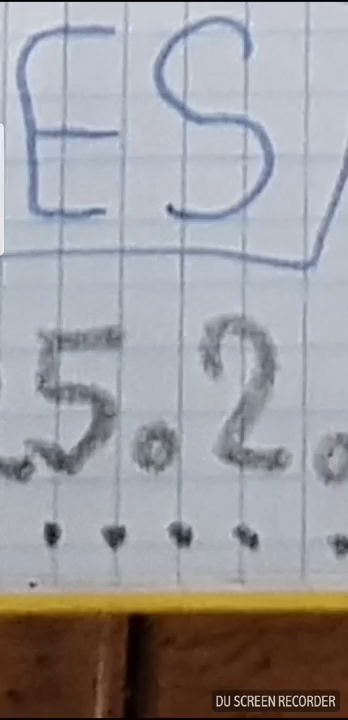 ES
5.2.
.....
DU SCREEN RECORDER